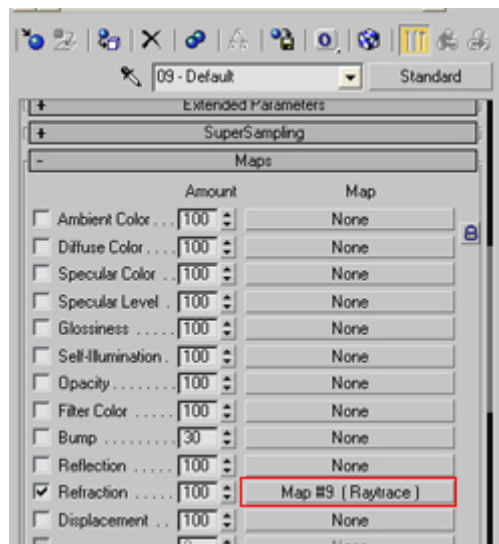 09 - Default Standard
+ Extended Parameters
+ SuperSampling
- Maps
Amount Map
Ambient Color . . . 100 None
Diffuse Color . . . . 100 None
Specular Color . . 100 None
Specular Level . 100 None
Glossiness . . . . . 100 None
Self-Illumination . 100 None
Opacity . . . . . . . . 100 None
Filter Color . . . . . 100 None
Bump . . . . . . . . . 30 None
Reflection . . . . . 100 None
Refraction . . . . . 100 Map #9 ( Raytrace )
Displacement . . 100 None